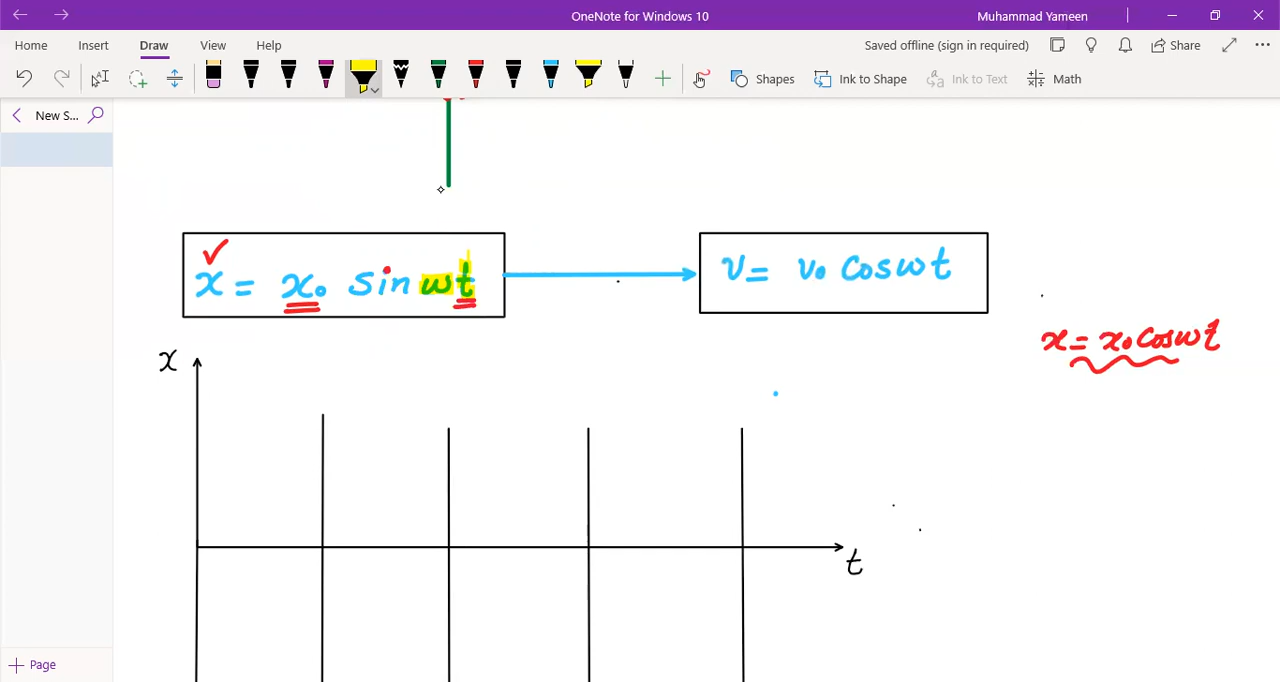 OneNote for Windows 10
Muhammad Yameen
Home Insert Draw View Help
Saved offline (sign in required)
Share
Shapes
Ink to Shape
Ink to Text
Math
New S...
x = x₀ sin ωt
v = v₀ cos ωt
x = x₀ cos ωt
x
t
Page